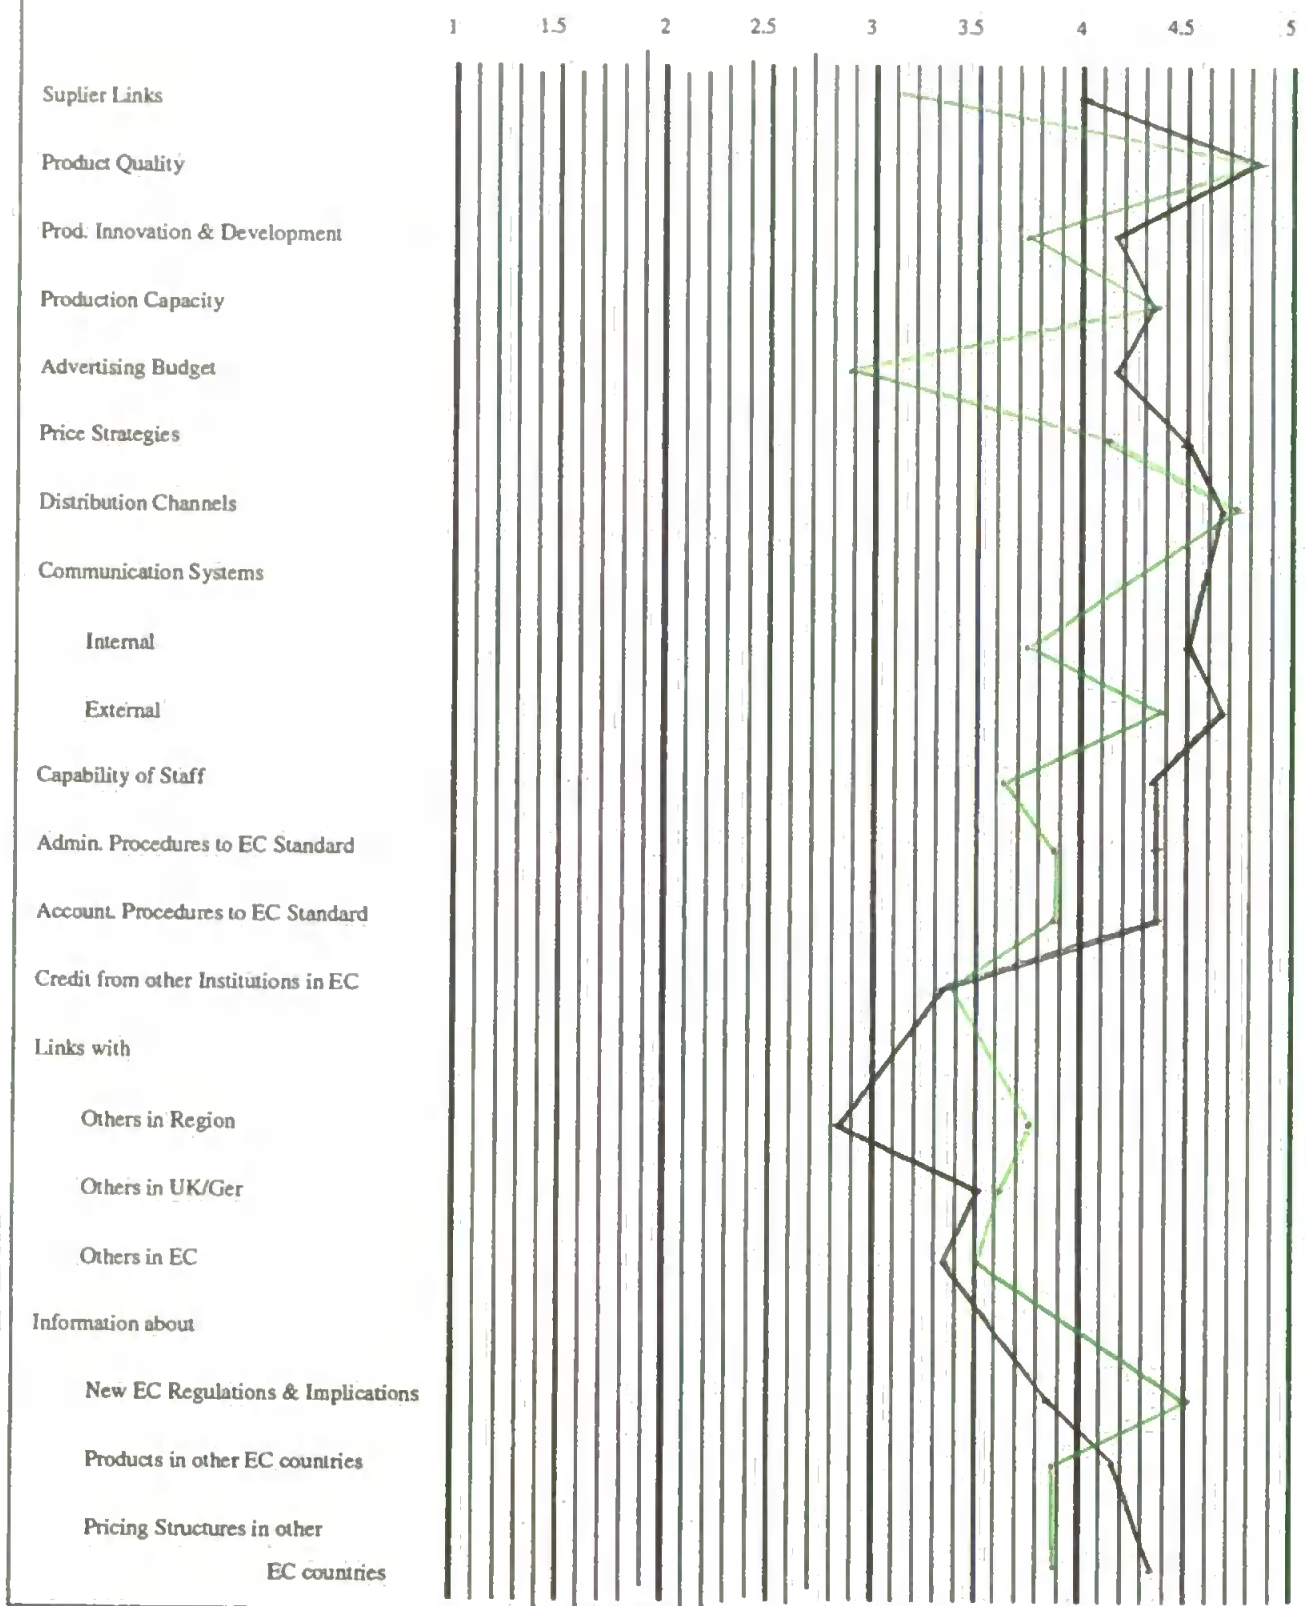 1 1.5 2 2.5 3 3.5 4 4.5 5
Suplier Links
Product Quality
Prod. Innovation & Development
Production Capacity
Advertising Budget
Price Strategies
Distribution Channels
Communication Systems
Internal
External
Capability of Staff
Admin. Procedures to EC Standard
Account. Procedures to EC Standard
Credit from other Institutions in EC
Links with
Others in Region
Others in UK/Ger
Others in EC
Information about
New EC Regulations & Implications
Products in other EC countries
Pricing Structures in other
EC countries